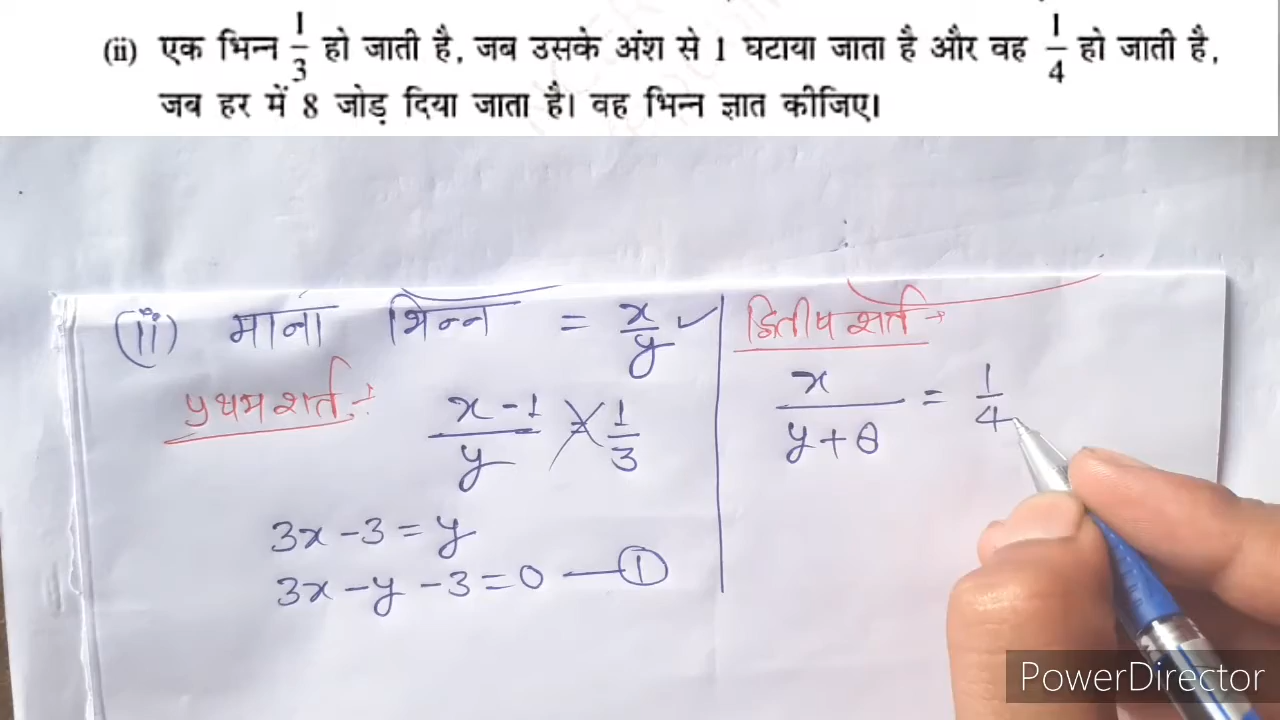 (ii) एक भिन्न 1/3 हो जाती है, जब उसके अंश से 1 घटाया जाता है और वह 1/4 हो जाती है,
जब हर में 8 जोड़ दिया जाता है। वह भिन्न ज्ञात कीजिए।
(ii) माना भिन्न = x/y ✓
प्रथम शर्त :-
(x-1)/y = 1/3
3x - 3 = y
3x - y - 3 = 0 — ①
द्वितीय शर्त →
x/(y+8) = 1/4
PowerDirector